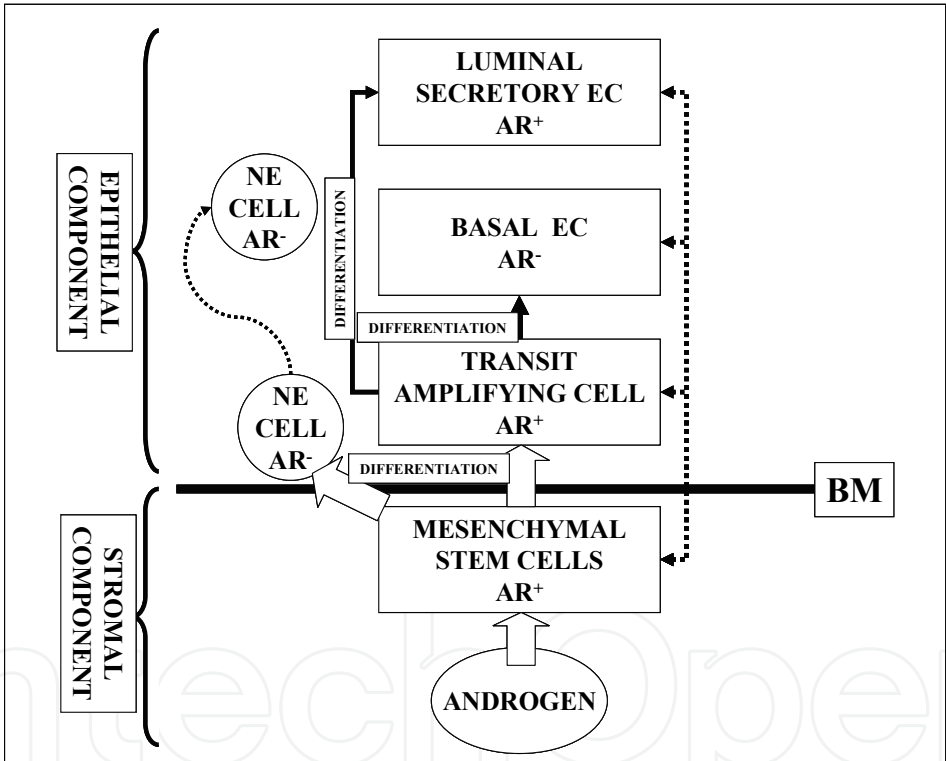 LUMINAL
SECRETORY EC
AR+
NE
CELL
AR-
BASAL EC
AR-
DIFFERENTIATION
DIFFERENTIATION
TRANSIT
AMPLIFYING CELL
AR+
NE
CELL
AR-
DIFFERENTIATION
EPITHELIAL
COMPONENT
BM
MESENCHYMAL
STEM CELLS
AR+
STROMAL
COMPONENT
ANDROGEN